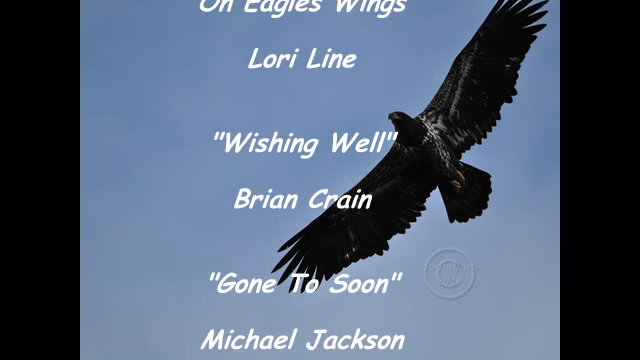 On Eagles Wings
Lori Line
"Wishing Well"
Brian Crain
"Gone To Soon"
Michael Jackson